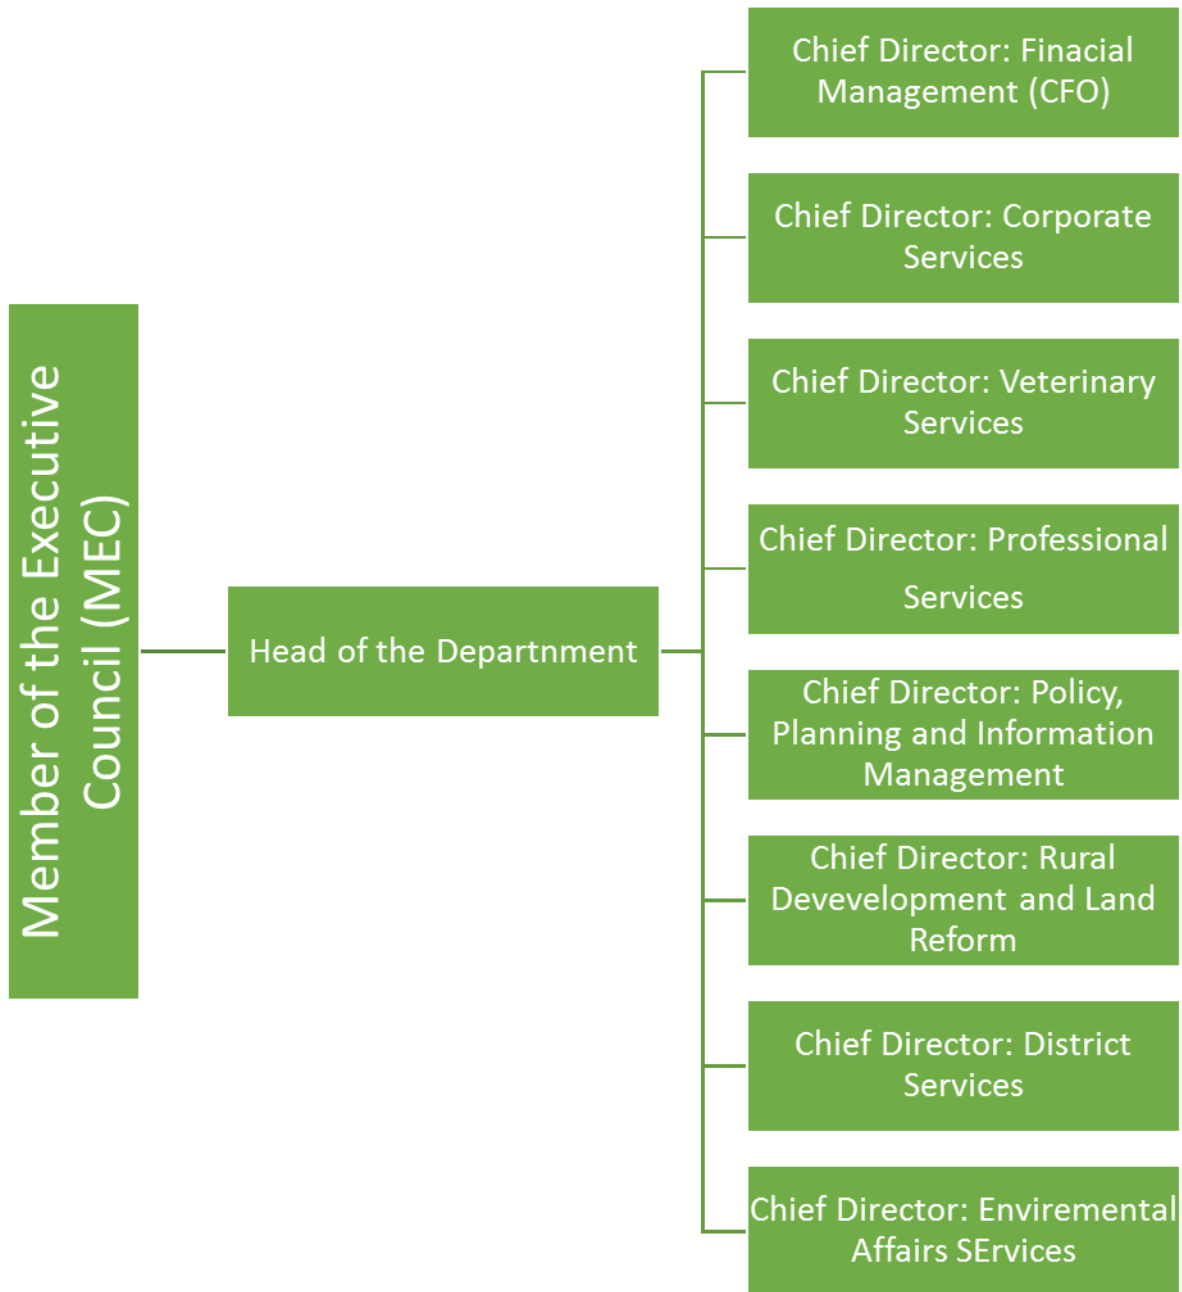 Member of the Executive
Council (MEC)
Head of the Departnment
Chief Director: Finacial
Management (CFO)
Chief Director: Corporate
Services
Chief Director: Veterinary
Services
Chief Director: Professional
Services
Chief Director: Policy,
Planning and Information
Management
Chief Director: Rural
Devevelopment and Land
Reform
Chief Director: District
Services
Chief Director: Enviremental
Affairs SErvices